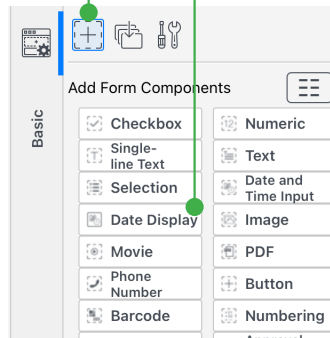 Basic
Add Form Components
Checkbox
Numeric
Single-
line Text
Text
Selection
Date and
Time Input
Date Display
Image
Movie
PDF
Phone
Number
Button
Barcode
Numbering